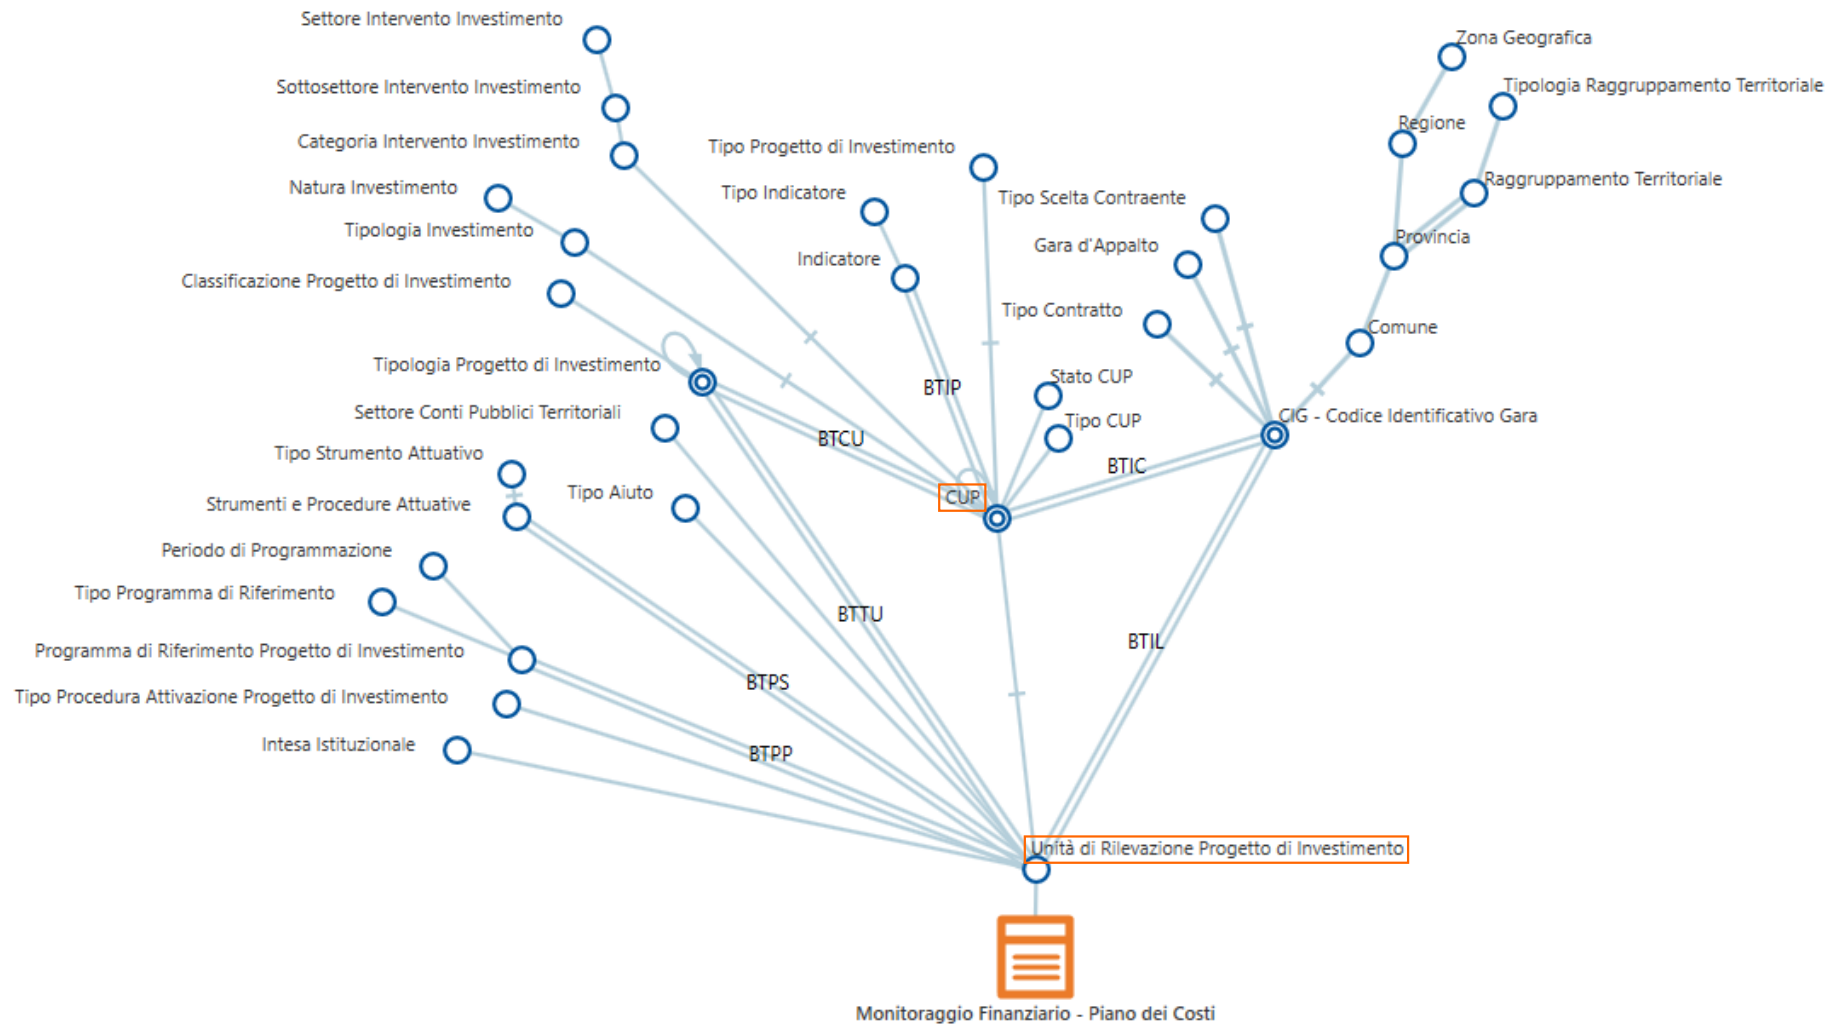 Settore Intervento Investimento
Zona Geografica
Sottosettore Intervento Investimento
Tipologia Raggruppamento Territoriale
Regione
Categoria Intervento Investimento
Tipo Progetto di Investimento
Raggruppamento Territoriale
Natura Investimento
Tipo Indicatore
Tipo Scelta Contraente
Tipologia Investimento
Provincia
Gara d'Appalto
Indicatore
Classificazione Progetto di Investimento
Tipo Contratto
Comune
Tipologia Progetto di Investimento
Stato CUP
BTIP
Settore Conti Pubblici Territoriali
CIG - Codice Identificativo Gara
Tipo CUP
BTCU
Tipo Strumento Attuativo
BTIC
Tipo Aiuto
CUP
Strumenti e Procedure Attuative
Periodo di Programmazione
Tipo Programma di Riferimento
BTTU
BTIL
Programma di Riferimento Progetto di Investimento
BTPS
Tipo Procedura Attivazione Progetto di Investimento
Intesa Istituzionale
BTPP
Unità di Rilevazione Progetto di Investimento
Monitoraggio Finanziario - Piano dei Costi